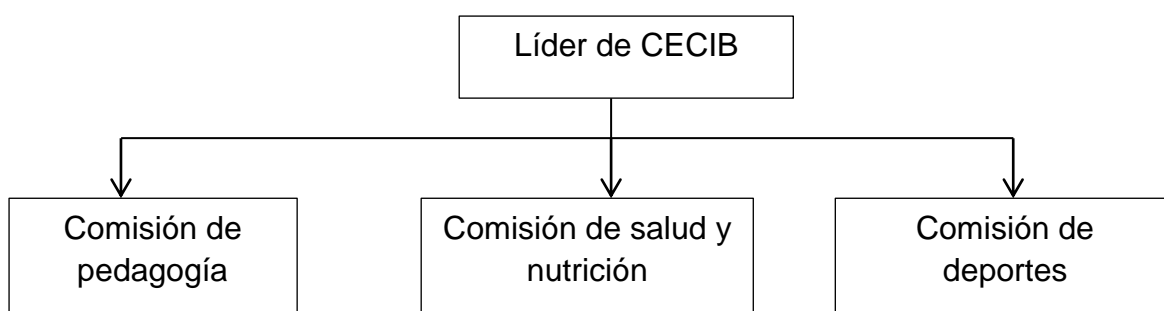 Líder de CECIB
Comisión de
pedagogía
Comisión de salud y
nutrición
Comisión de
deportes